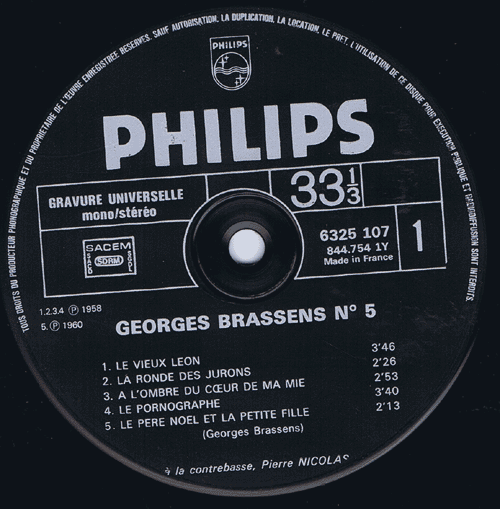 TOUS DROITS DU PRODUCTEUR PHONOGRAPHIQUE ET DU PROPRIETAIRE DE L'ŒUVRE ENREGISTREE RESERVES. SAUF AUTORISATION, LA DUPLICATION, LA LOCATION, LE PRET, L'UTILISATION DE CE DISQUE POUR EXECUTION PUBLIQUE ET RADIODIFFUSION SONT INTERDITS.
PHILIPS
PHILIPS
GRAVURE UNIVERSELLE
mono/stéréo
33 1/3
SACEM
SACD SDRM SGDL
6325 107
844.754 1Y
Made in France
1
1.2.3.4 Ⓟ 1958
5. Ⓟ 1960
GEORGES BRASSENS N° 5
1. LE VIEUX LEON 3'46
2. LA RONDE DES JURONS 2'26
3. A L'OMBRE DU CŒUR DE MA MIE 2'53
4. LE PORNOGRAPHE 3'40
5. LE PERE NOEL ET LA PETITE FILLE 2'13
(Georges Brassens)
à la contrebasse, Pierre NICOLAS